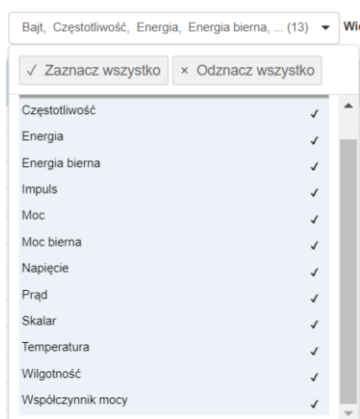 Bajt, Częstotliwość, Energia, Energia bierna, ... (13)
Wi
✓ Zaznacz wszystko
× Odznacz wszystko
Częstotliwość
Energia
Energia bierna
Impuls
Moc
Moc bierna
Napięcie
Prąd
Skalar
Temperatura
Wilgotność
Współczynnik mocy